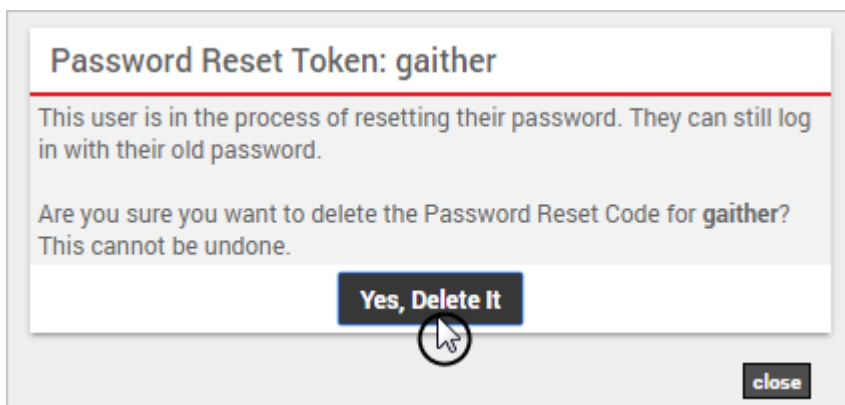 Password Reset Token: gaither
This user is in the process of resetting their password. They can still log
in with their old password.
Are you sure you want to delete the Password Reset Code for gaither?
This cannot be undone.
Yes, Delete It
close